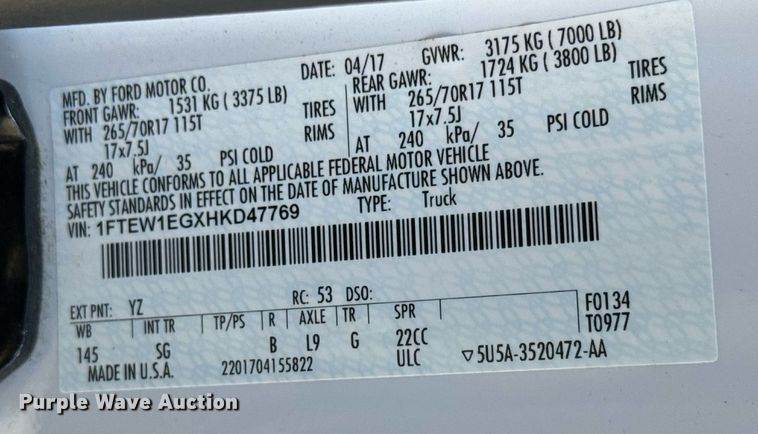 MFD. BY FORD MOTOR CO.
DATE: 04/17 GVWR: 3175 KG ( 7000 LB)
FRONT GAWR: 1531 KG ( 3375 LB) REAR GAWR: 1724 KG ( 3800 LB)
WITH 265/70R17 115T TIRES WITH 265/70R17 115T TIRES
17x7.5J RIMS 17x7.5J RIMS
AT 240 kPa/ 35 PSI COLD AT 240 kPa/ 35 PSI COLD
THIS VEHICLE CONFORMS TO ALL APPLICABLE FEDERAL MOTOR VEHICLE
SAFETY STANDARDS IN EFFECT ON THE DATE OF MANUFACTURE SHOWN ABOVE.
VIN: 1FTEW1EGXHKD47769 TYPE: Truck
EXT PNT: YZ RC: 53 DSO: F0134
WB INT TR TP/PS R AXLE TR SPR T0977
145 SG B L9 G 22CC
MADE IN U.S.A. 2201704155822 ULC ▽5U5A-3520472-AA
Purple Wave Auction